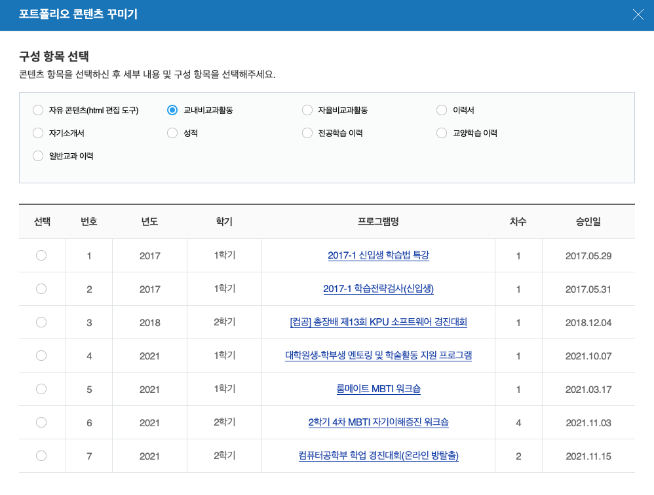 포트폴리오 콘텐츠 꾸미기
구성 항목 선택
콘텐츠 항목을 선택하신 후 세부 내용 및 구성 항목을 선택해주세요.
자유 콘텐츠(html 편집 도구) 교내비교과활동 자율비교과활동 이력서
자기소개서 성적 전공학습 이력 교양학습 이력
일반교과 이력
선택 번호 년도 학기 프로그램명 차수 승인일
1 2017 1학기 2017-1 신입생 학습법 특강 1 2017.05.29
2 2017 1학기 2017-1 학습전략검사(신입생) 1 2017.05.31
3 2018 2학기 [컴공] 총장배 제13회 KPU 소프트웨어 경진대회 1 2018.12.04
4 2021 1학기 대학원생-학부생 멘토링 및 학술활동 지원 프로그램 1 2021.10.07
5 2021 1학기 룸메이트 MBTI 워크숍 1 2021.03.17
6 2021 2학기 2학기 4차 MBTI 자기이해증진 워크숍 4 2021.11.03
7 2021 2학기 컴퓨터공학부 학업 경진대회(온라인 방탈출) 2 2021.11.15